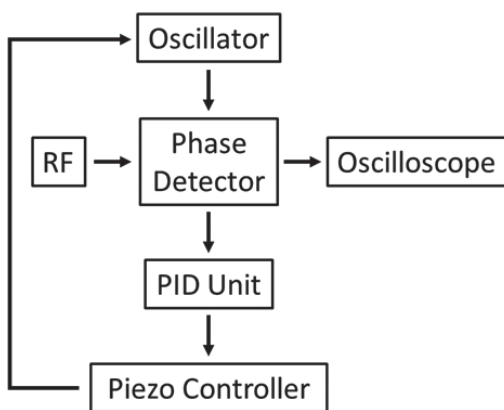 Oscillator
RF
Phase
Detector
Oscilloscope
PID Unit
Piezo Controller